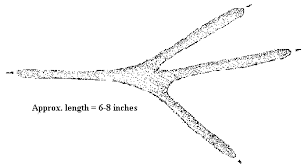 Approx. length = 6-8 inches